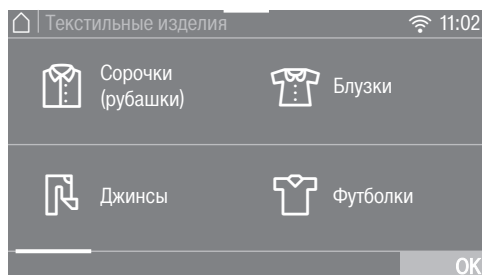 Текстильные изделия 11:02
Сорочки
(рубашки)
Блузки
Джинсы
Футболки
OK